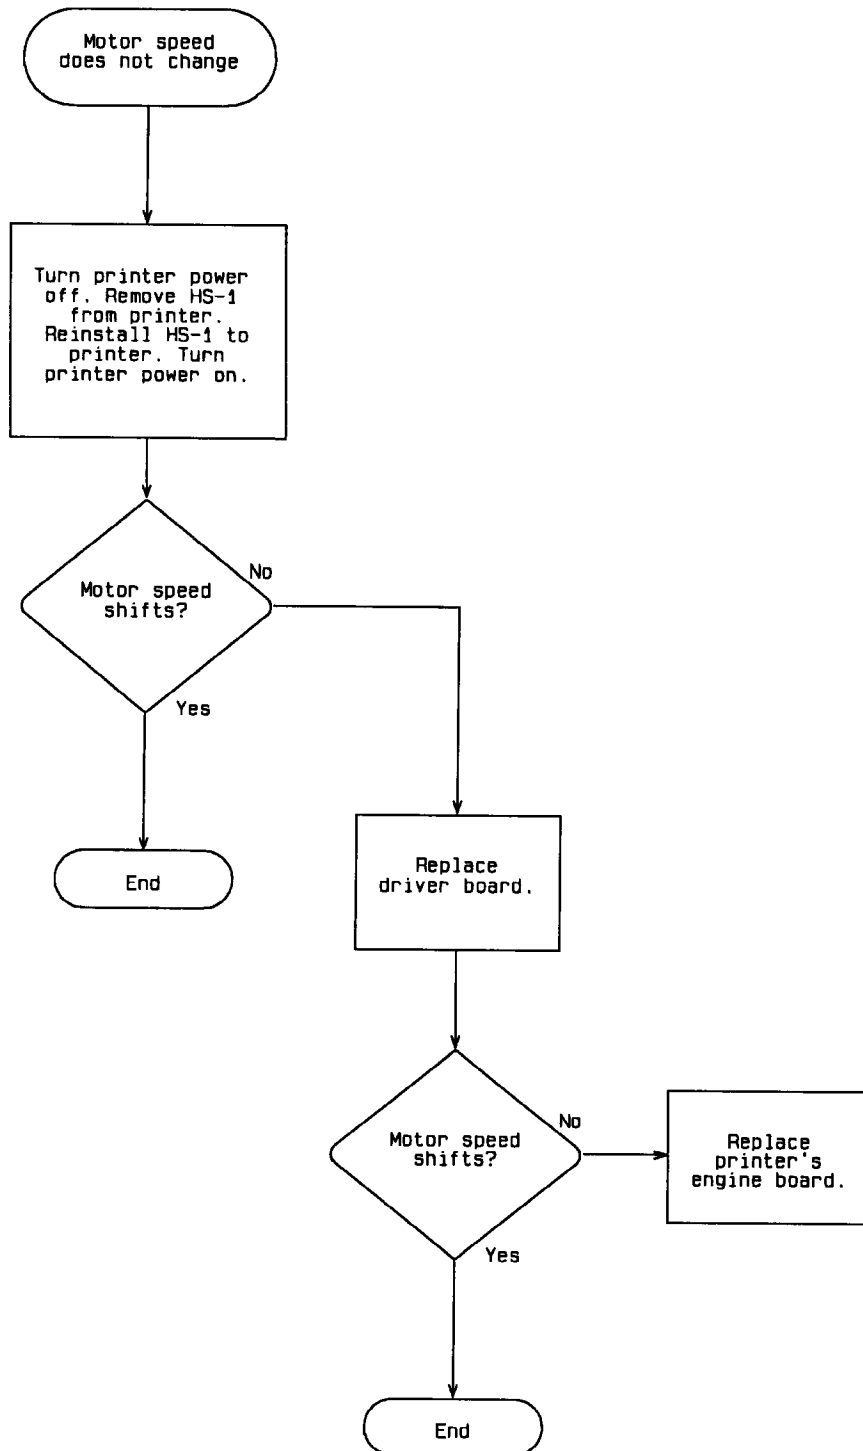 Motor speed
does not change
Turn printer power
off. Remove HS-1
from printer.
Reinstall HS-1 to
printer. Turn
printer power on.
Motor speed
shifts?
No
Yes
End
Replace
driver board.
Motor speed
shifts?
No
Yes
Replace
printer's
engine board.
End